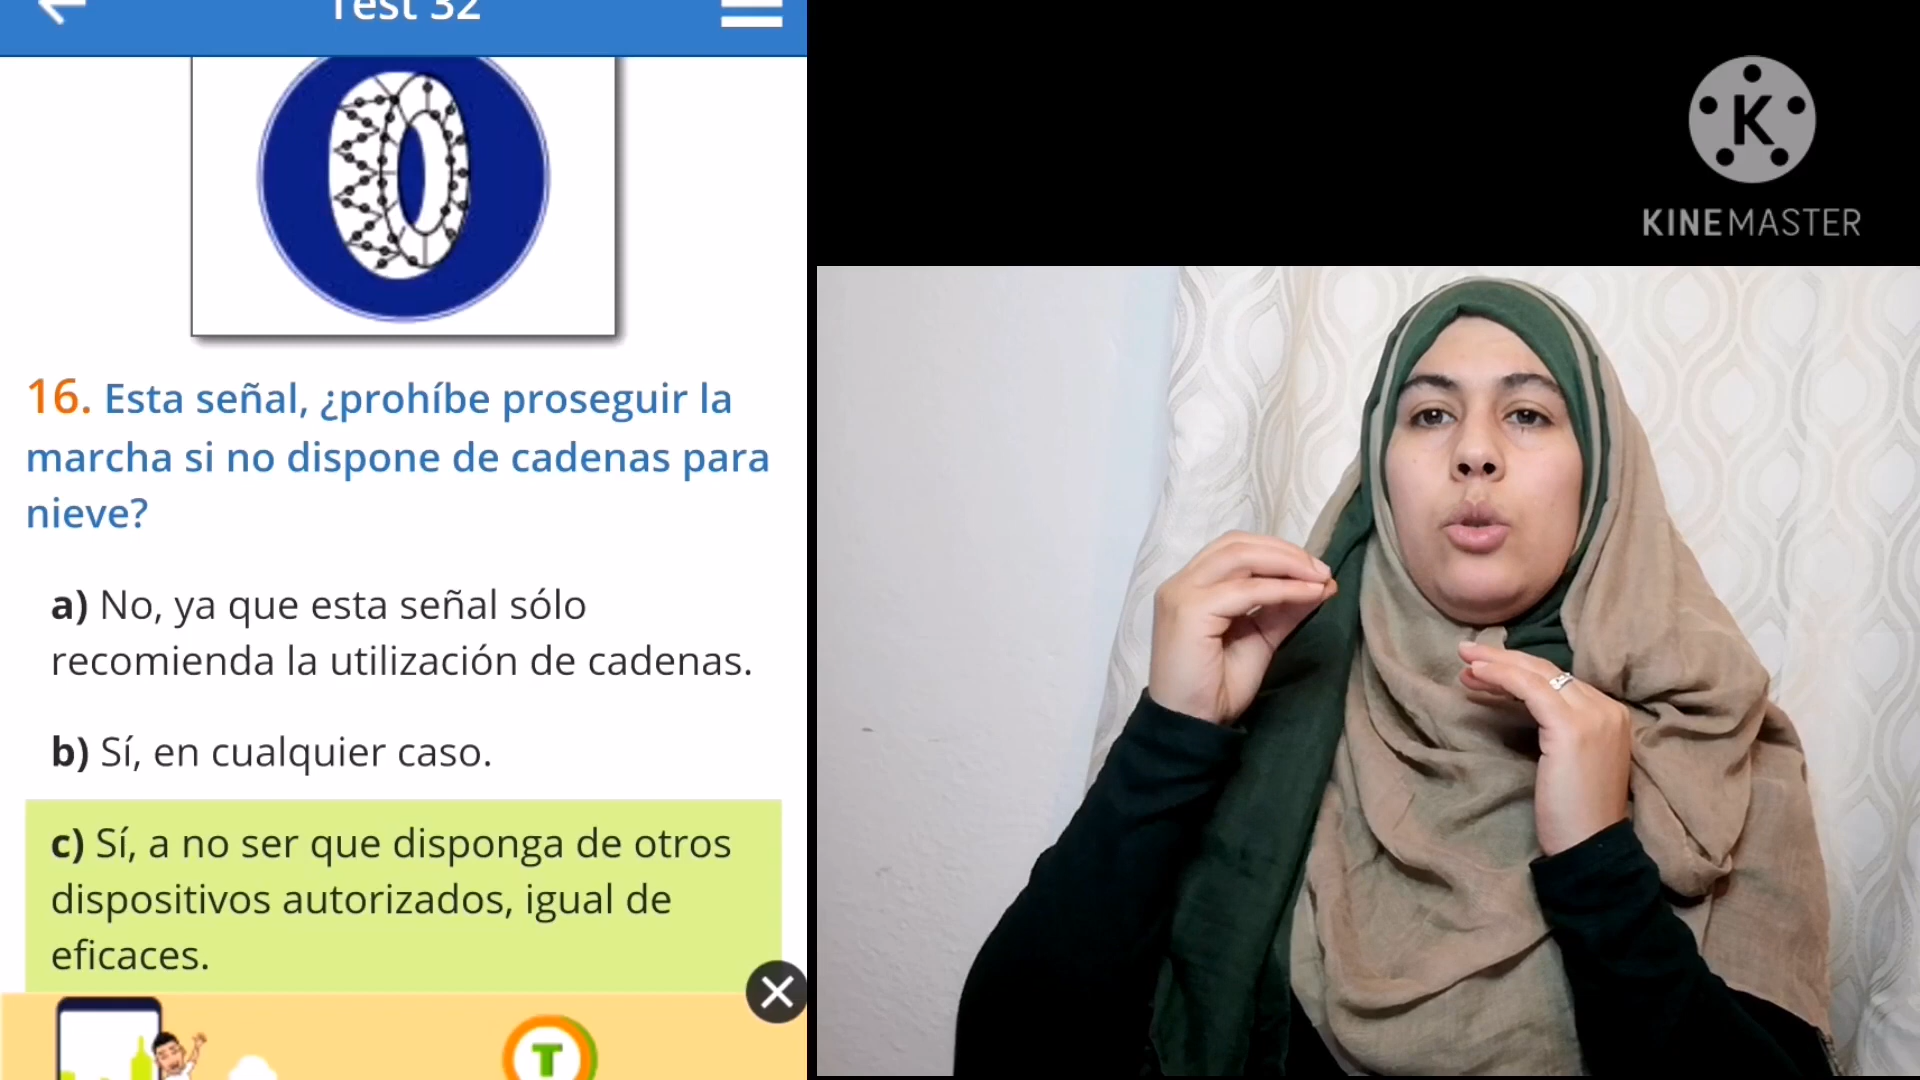 Test 32
16. Esta señal, ¿prohíbe proseguir la
marcha si no dispone de cadenas para
nieve?
a) No, ya que esta señal sólo
recomienda la utilización de cadenas.
b) Sí, en cualquier caso.
c) Sí, a no ser que disponga de otros
dispositivos autorizados, igual de
eficaces.
T
K
KINEMASTER